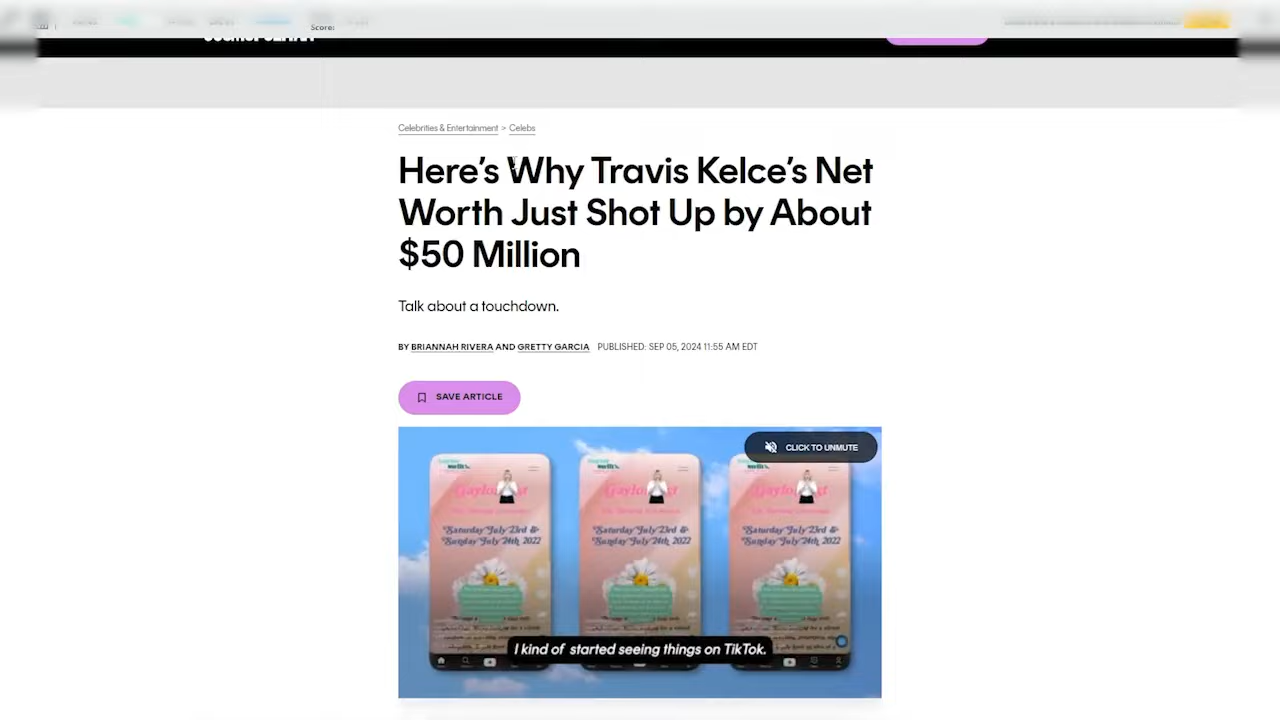 Score:
Celebrities & Entertainment > Celebs
Here's Why Travis Kelce's Net
Worth Just Shot Up by About
$50 Million
Talk about a touchdown.
BY BRIANNAH RIVERA AND GRETTY GARCIA PUBLISHED: SEP 05, 2024 11:55 AM EDT
SAVE ARTICLE
CLICK TO UNMUTE
Saturday July 23rd &
Sunday July 24th 2022
Saturday July 23rd &
Sunday July 24th 2022
Saturday July 23rd &
Sunday July 24th 2022
I kind of started seeing things on TikTok.